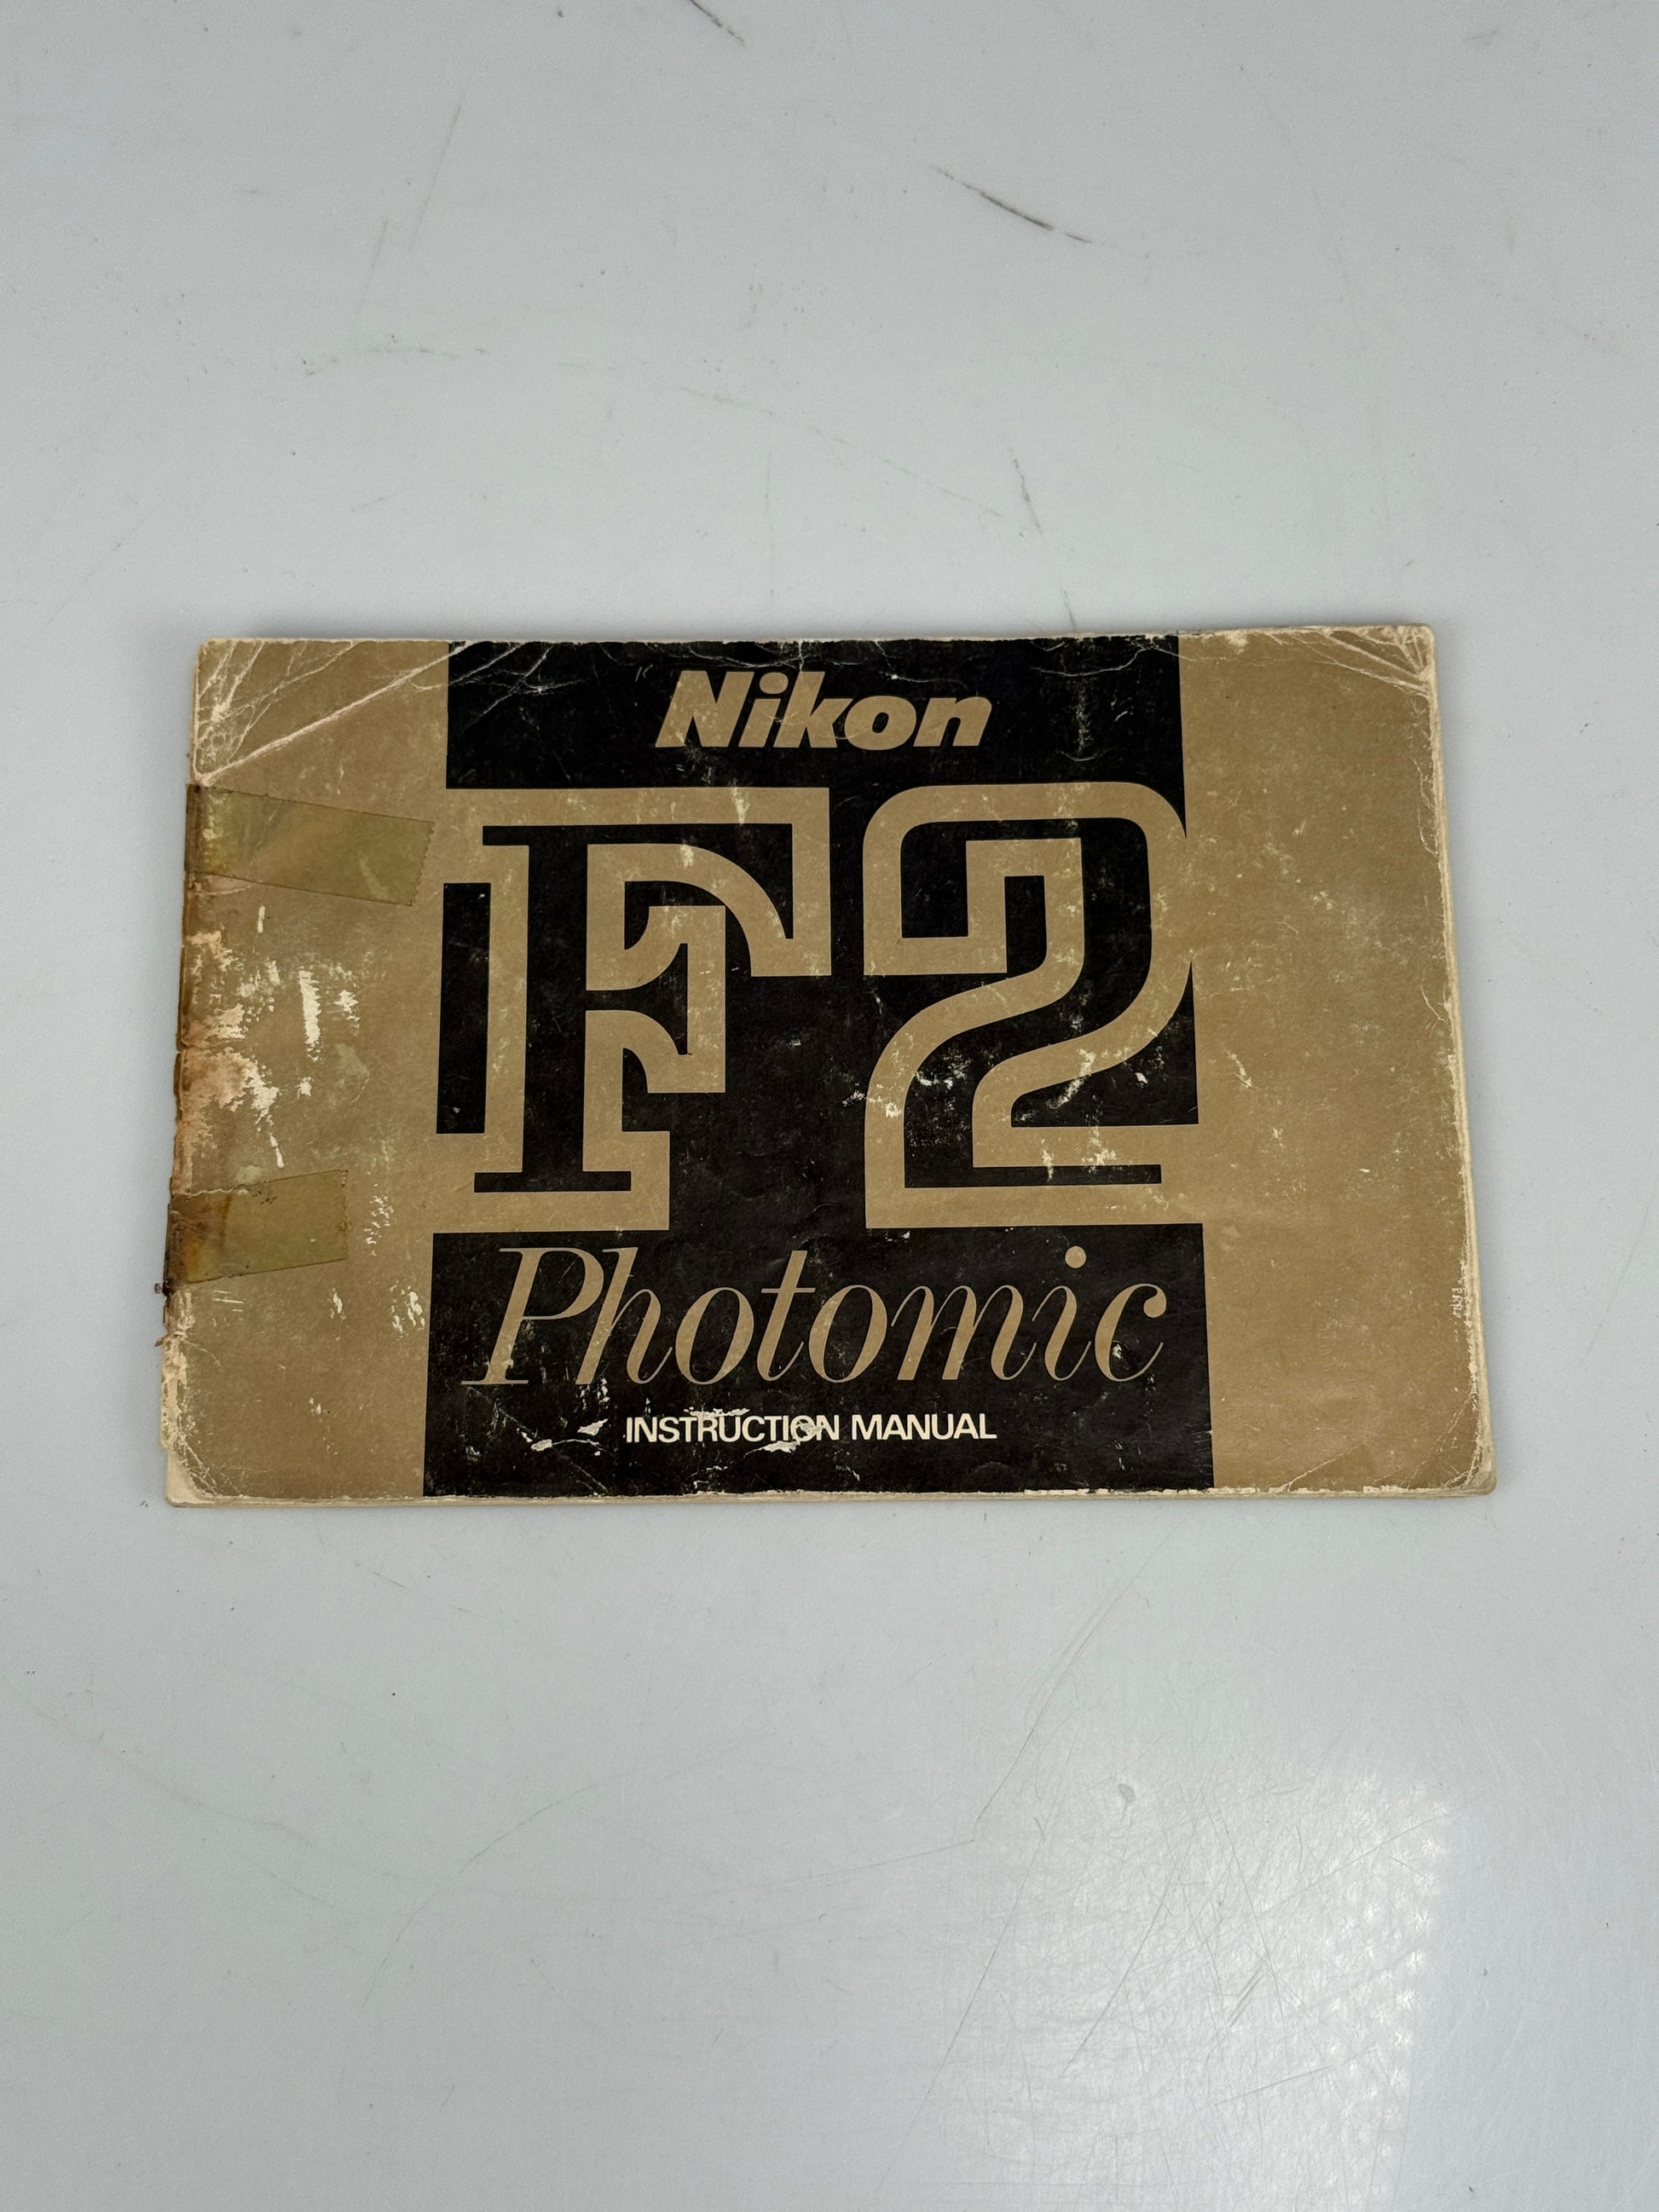 Nikon
F2
Photomic
INSTRUCTION MANUAL